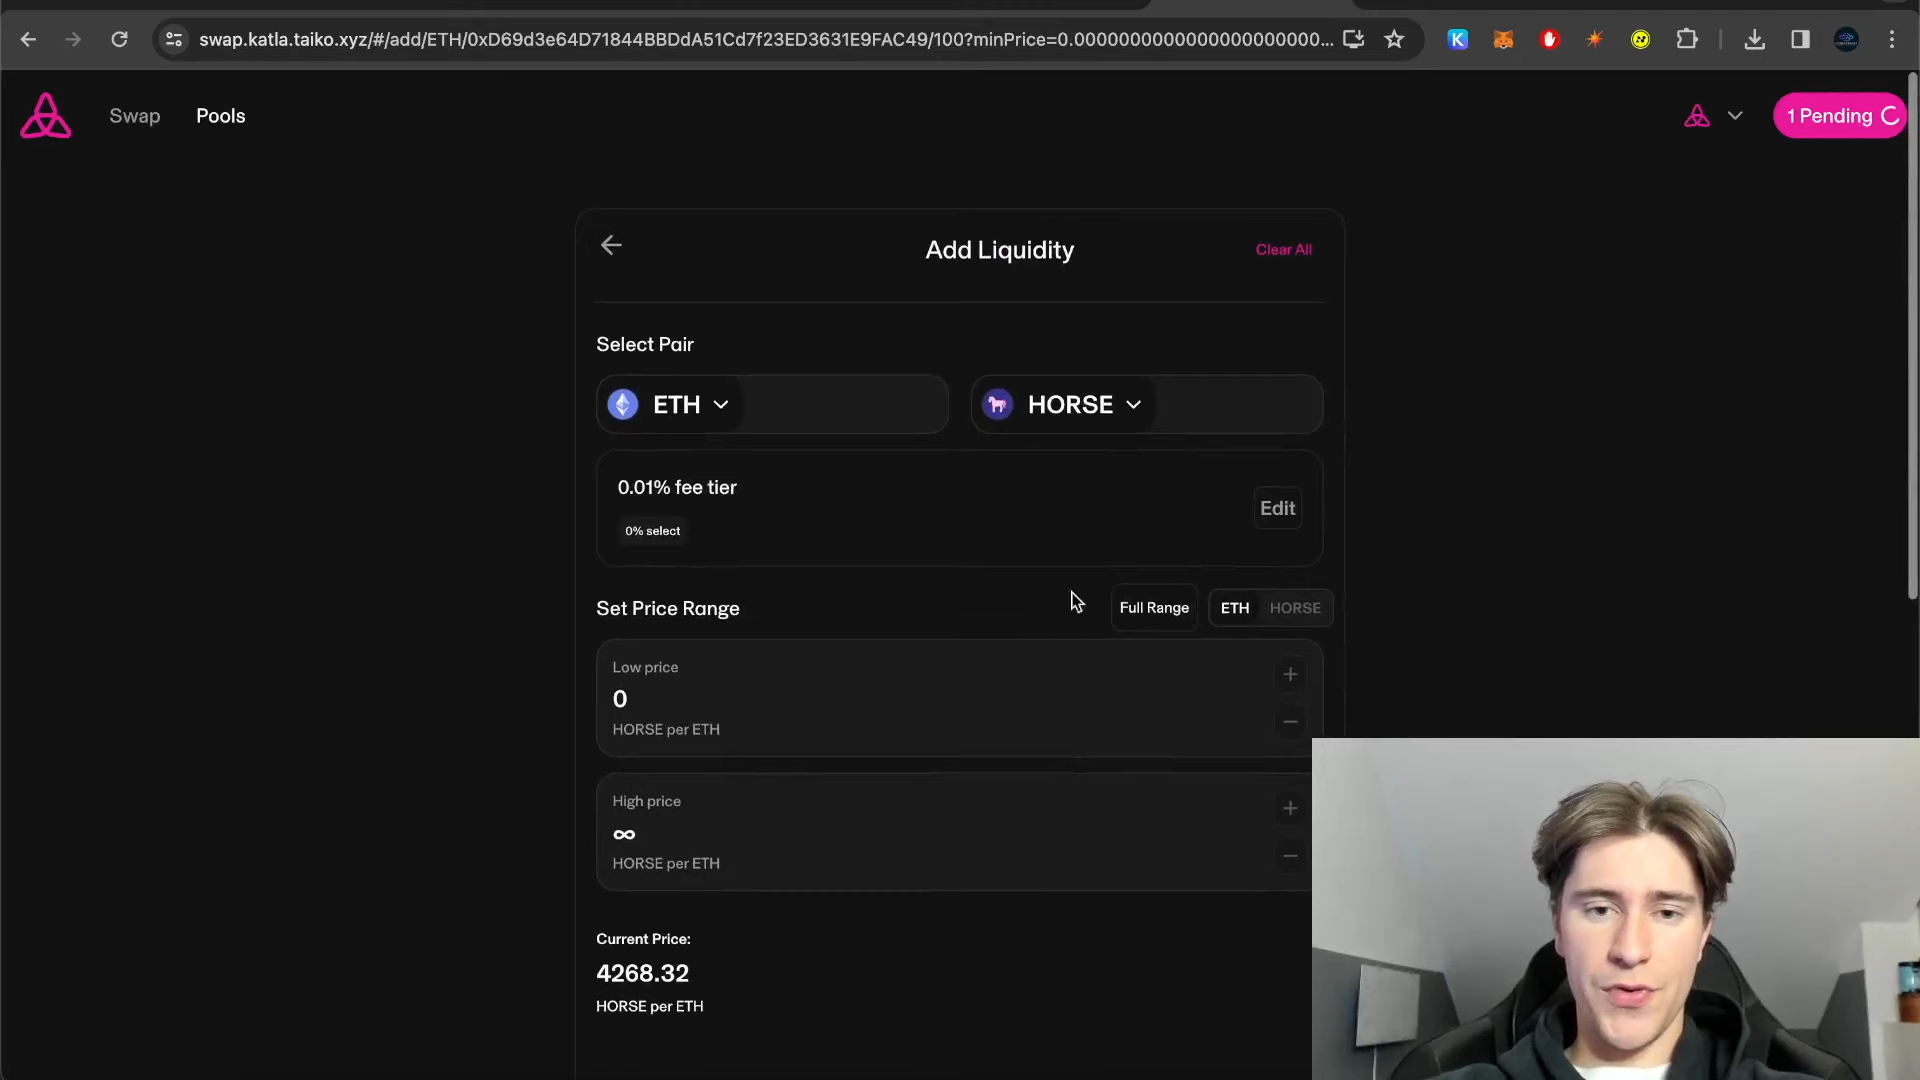 swap.katla.taiko.xyz/#/add/ETH/0xD69d3e64D71844BBDdA51Cd7f23ED3631E9FAC49/100?minPrice=0.0000000000000000000000...
Swap
Pools
1 Pending
Add Liquidity
Clear All
Select Pair
ETH
HORSE
0.01% fee tier
0% select
Edit
Set Price Range
Full Range
ETH
HORSE
Low price
0
HORSE per ETH
High price
∞
HORSE per ETH
Current Price:
4268.32
HORSE per ETH